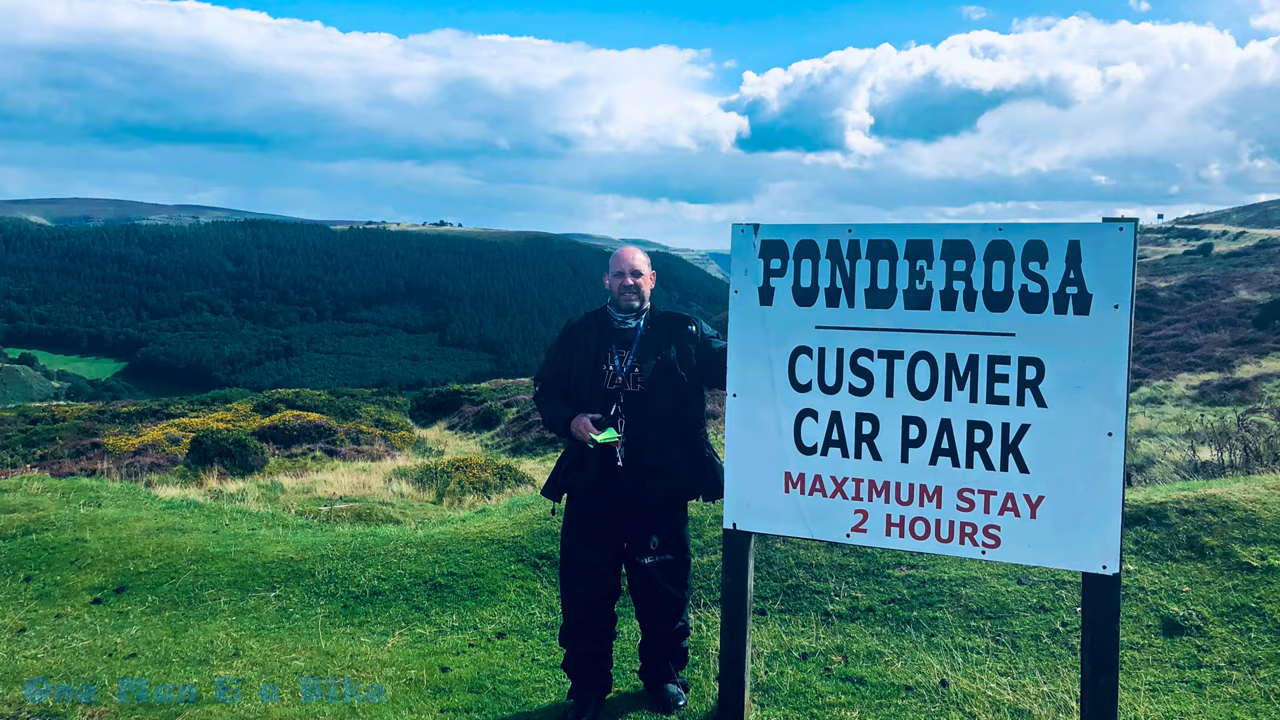 PONDEROSA
CUSTOMER
CAR PARK
MAXIMUM STAY
2 HOURS
One Man & a Bike